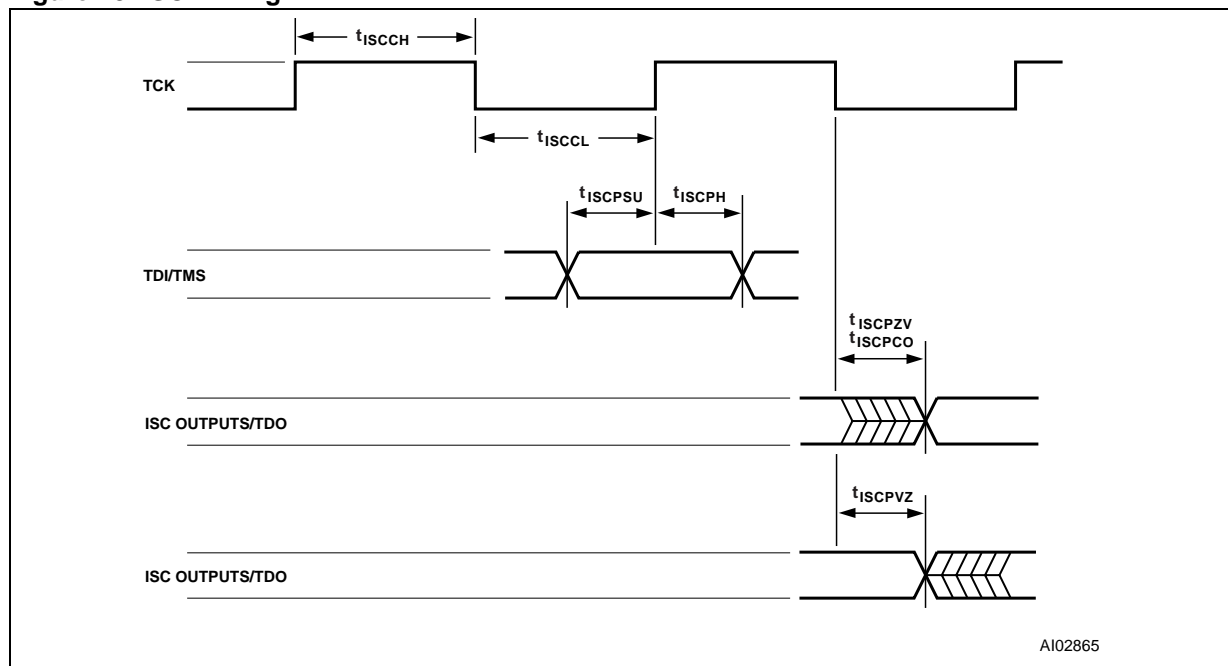 tISCCH
TCK
tISCCL
tISCPSU
tISCPH
TDI/TMS
tISCPZV
tISCPCO
ISC OUTPUTS/TDO
tISCPVZ
ISC OUTPUTS/TDO
AI02865